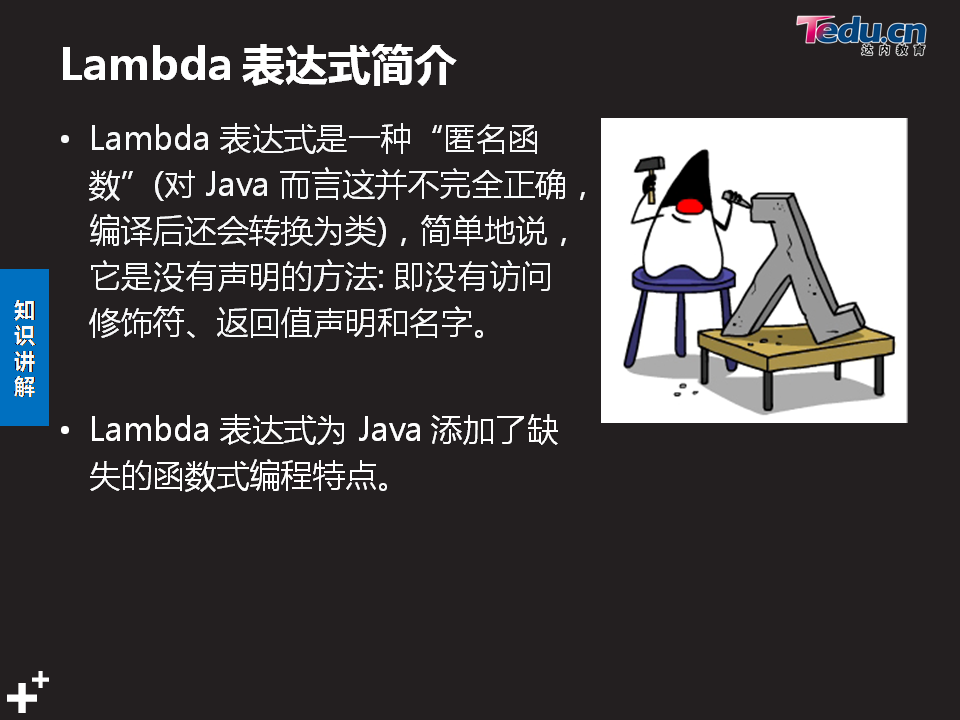 Tedu.cn
达内教育
Lambda 表达式简介
• Lambda 表达式是一种“匿名函
数”(对 Java 而言这并不完全正确，
编译后还会转换为类)，简单地说，
它是没有声明的方法: 即没有访问
修饰符、返回值声明和名字。
知识讲解
• Lambda 表达式为 Java 添加了缺
失的函数式编程特点。